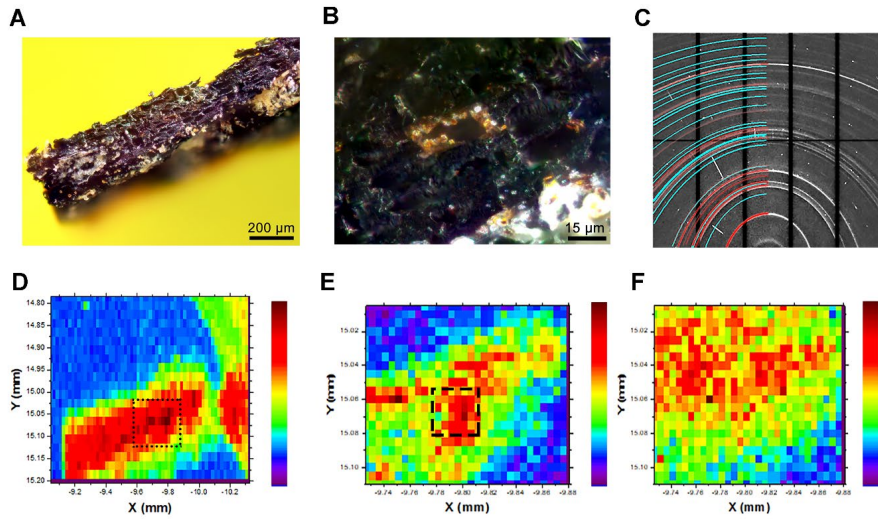 A
B
C
200 µm
15 µm
D
E
F
14.80
14.85
14.90
14.95
15.00
15.05
15.10
15.15
15.20
Y (mm)
-9.2
-9.4
-9.6
-9.8
-10.0
-10.2
X (mm)
15.02
15.04
15.06
15.08
15.10
Y (mm)
-9.74
-9.76
-9.78
-9.80
-9.82
-9.84
-9.86
-9.88
X (mm)
15.02
15.04
15.06
15.08
15.10
Y (mm)
-9.74
-9.76
-9.78
-9.80
-9.82
-9.84
-9.86
-9.88
X (mm)